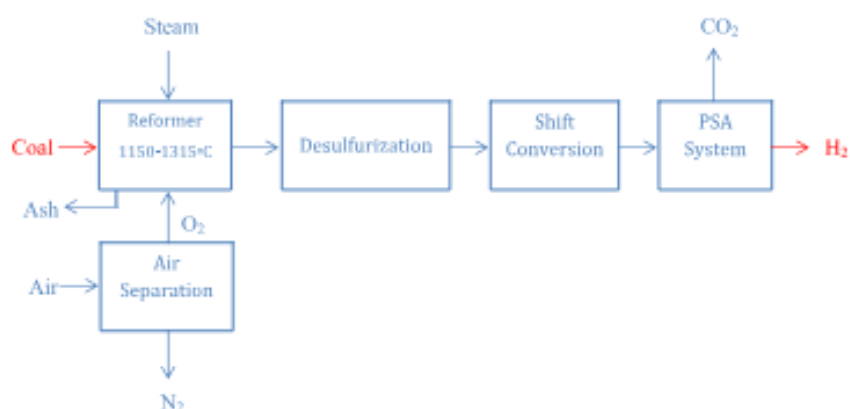 Steam
CO₂
Reformer
1150-1315°C
Coal
Desulfurization
Shift
Conversion
PSA
System
H₂
Ash
O₂
Air
Separation
Air
N₂